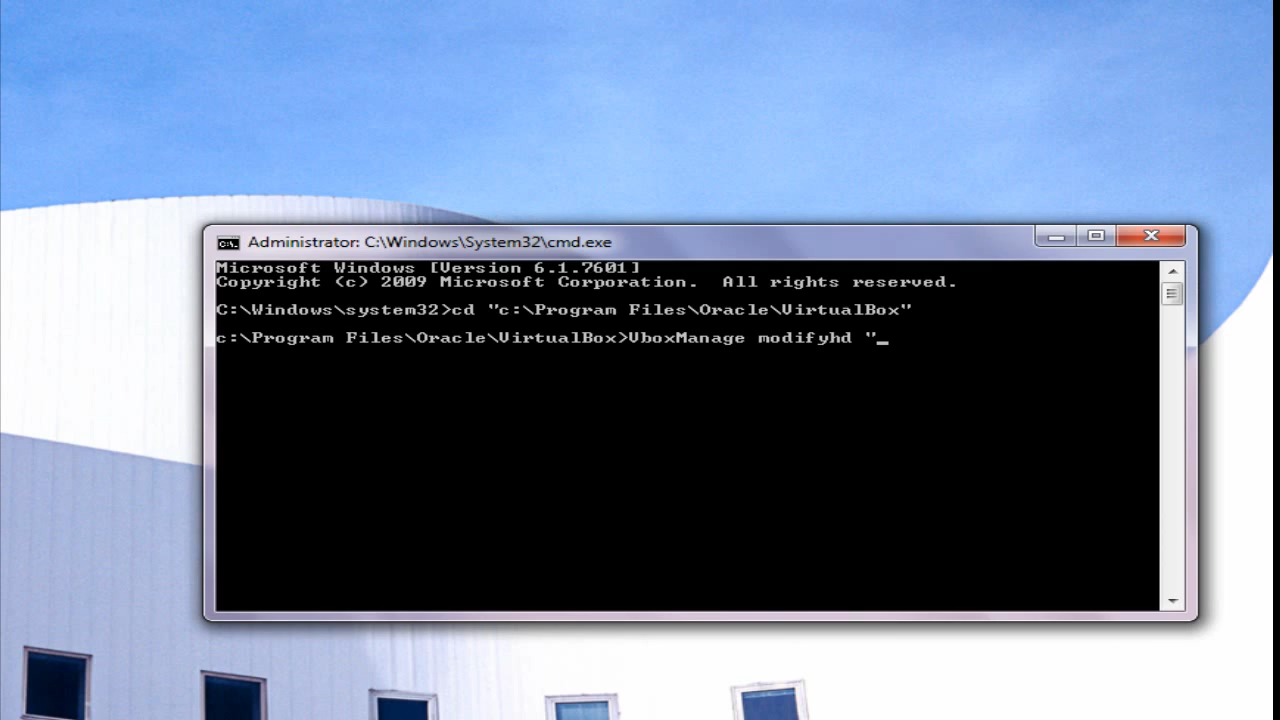 Administrator: C:\Windows\System32\cmd.exe
Microsoft Windows [Version 6.1.7601]
Copyright (c) 2009 Microsoft Corporation.  All rights reserved.
C:\Windows\system32>cd "c:\Program Files\Oracle\VirtualBox"
c:\Program Files\Oracle\VirtualBox>VboxManage modifyhd "_